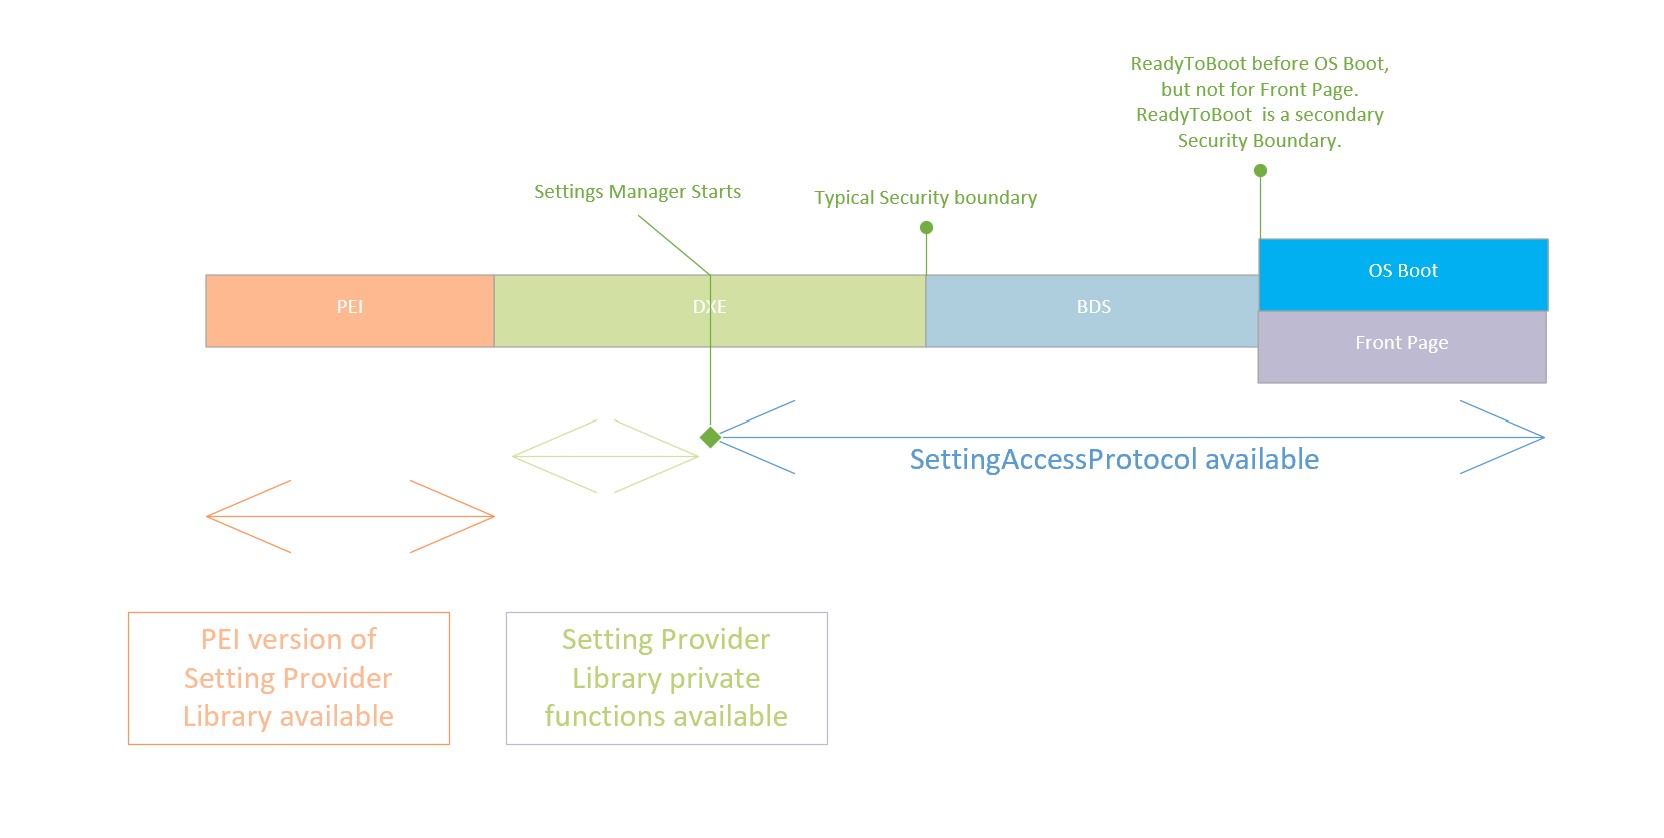 ReadyToBoot before OS Boot,
but not for Front Page.
ReadyToBoot  is a secondary
Security Boundary.
Settings Manager Starts
Typical Security boundary
PEI
DXE
BDS
OS Boot
Front Page
SettingAccessProtocol available
PEI version of
Setting Provider
Library available
Setting Provider
Library private
functions available